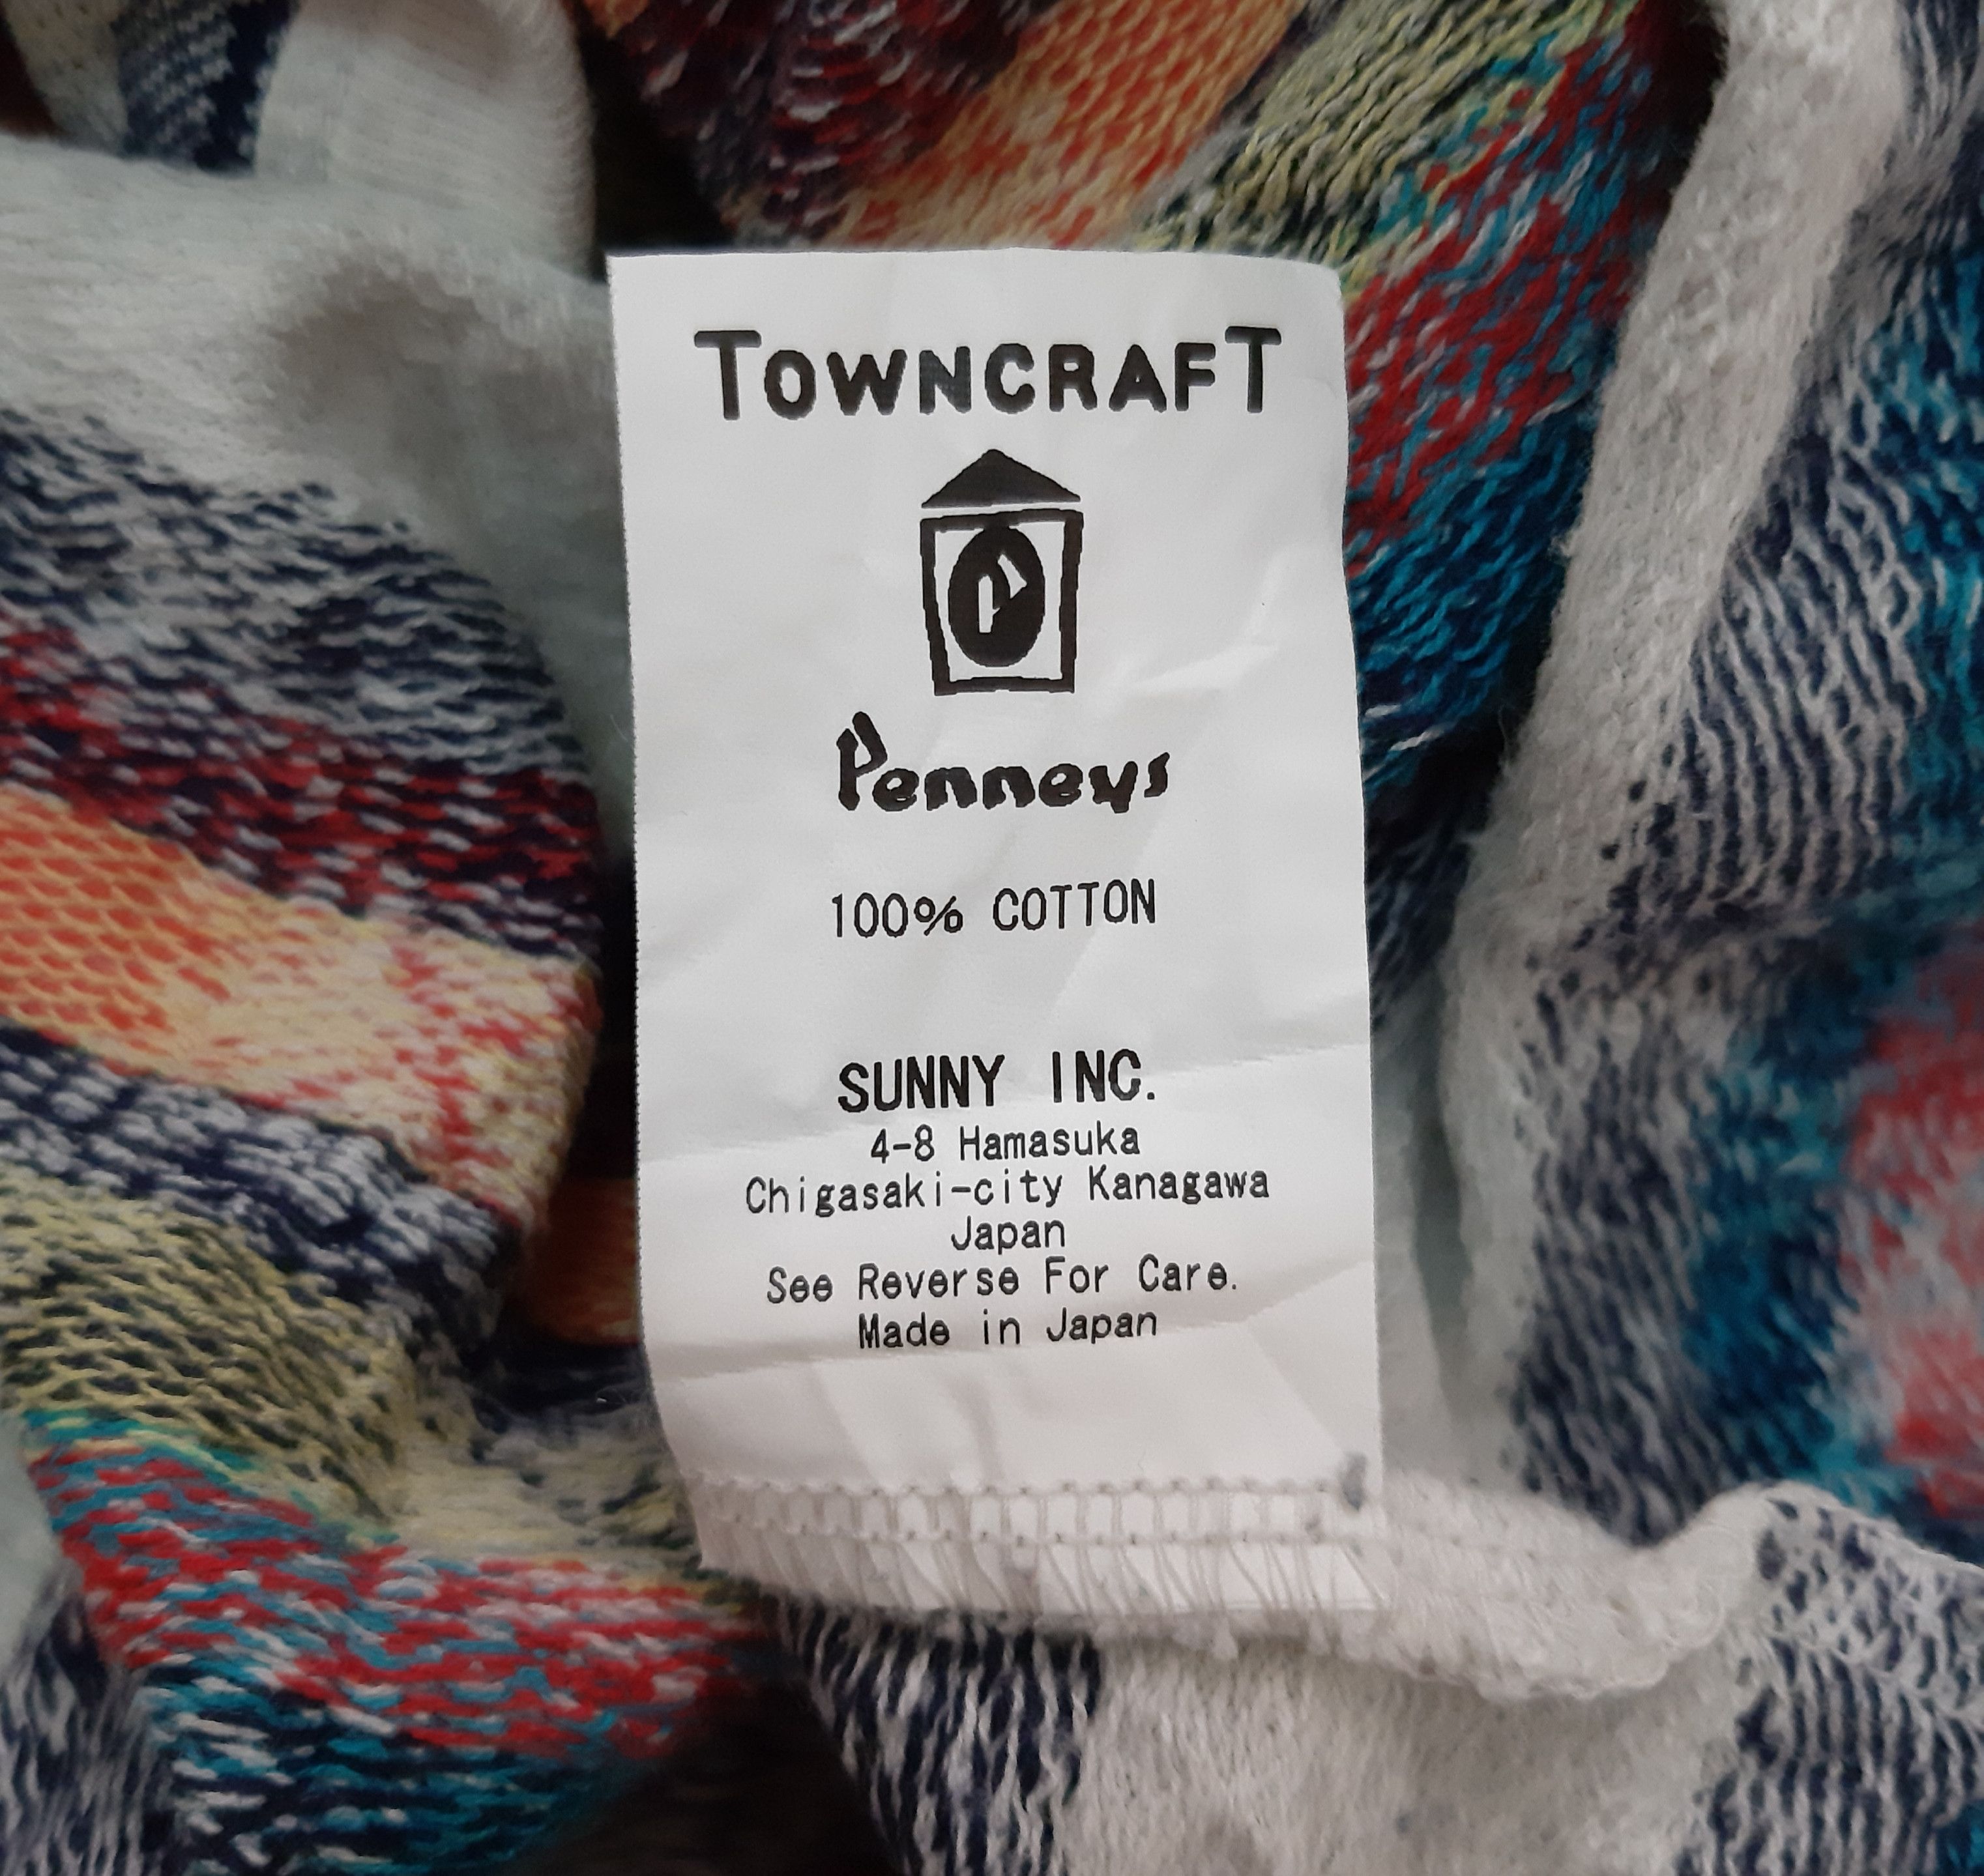 TOWNCRAFT
P
Penneys
100% COTTON
SUNNY INC.
4-8 Hamasuka
Chigasaki-city Kanagawa
Japan
See Reverse For Care.
Made in Japan